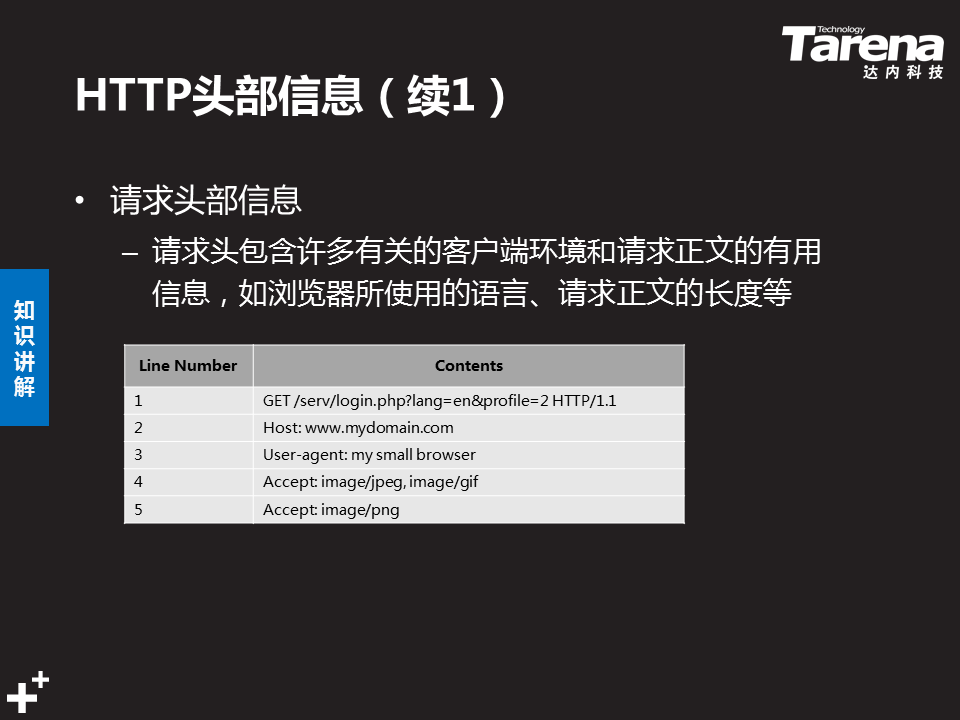 Technology
Tarena
达内科技
HTTP头部信息（续1）
• 请求头部信息
– 请求头包含许多有关的客户端环境和请求正文的有用
信息，如浏览器所使用的语言、请求正文的长度等
知识讲解
Line Number Contents
1 GET /serv/login.php?lang=en&profile=2 HTTP/1.1
2 Host: www.mydomain.com
3 User-agent: my small browser
4 Accept: image/jpeg, image/gif
5 Accept: image/png